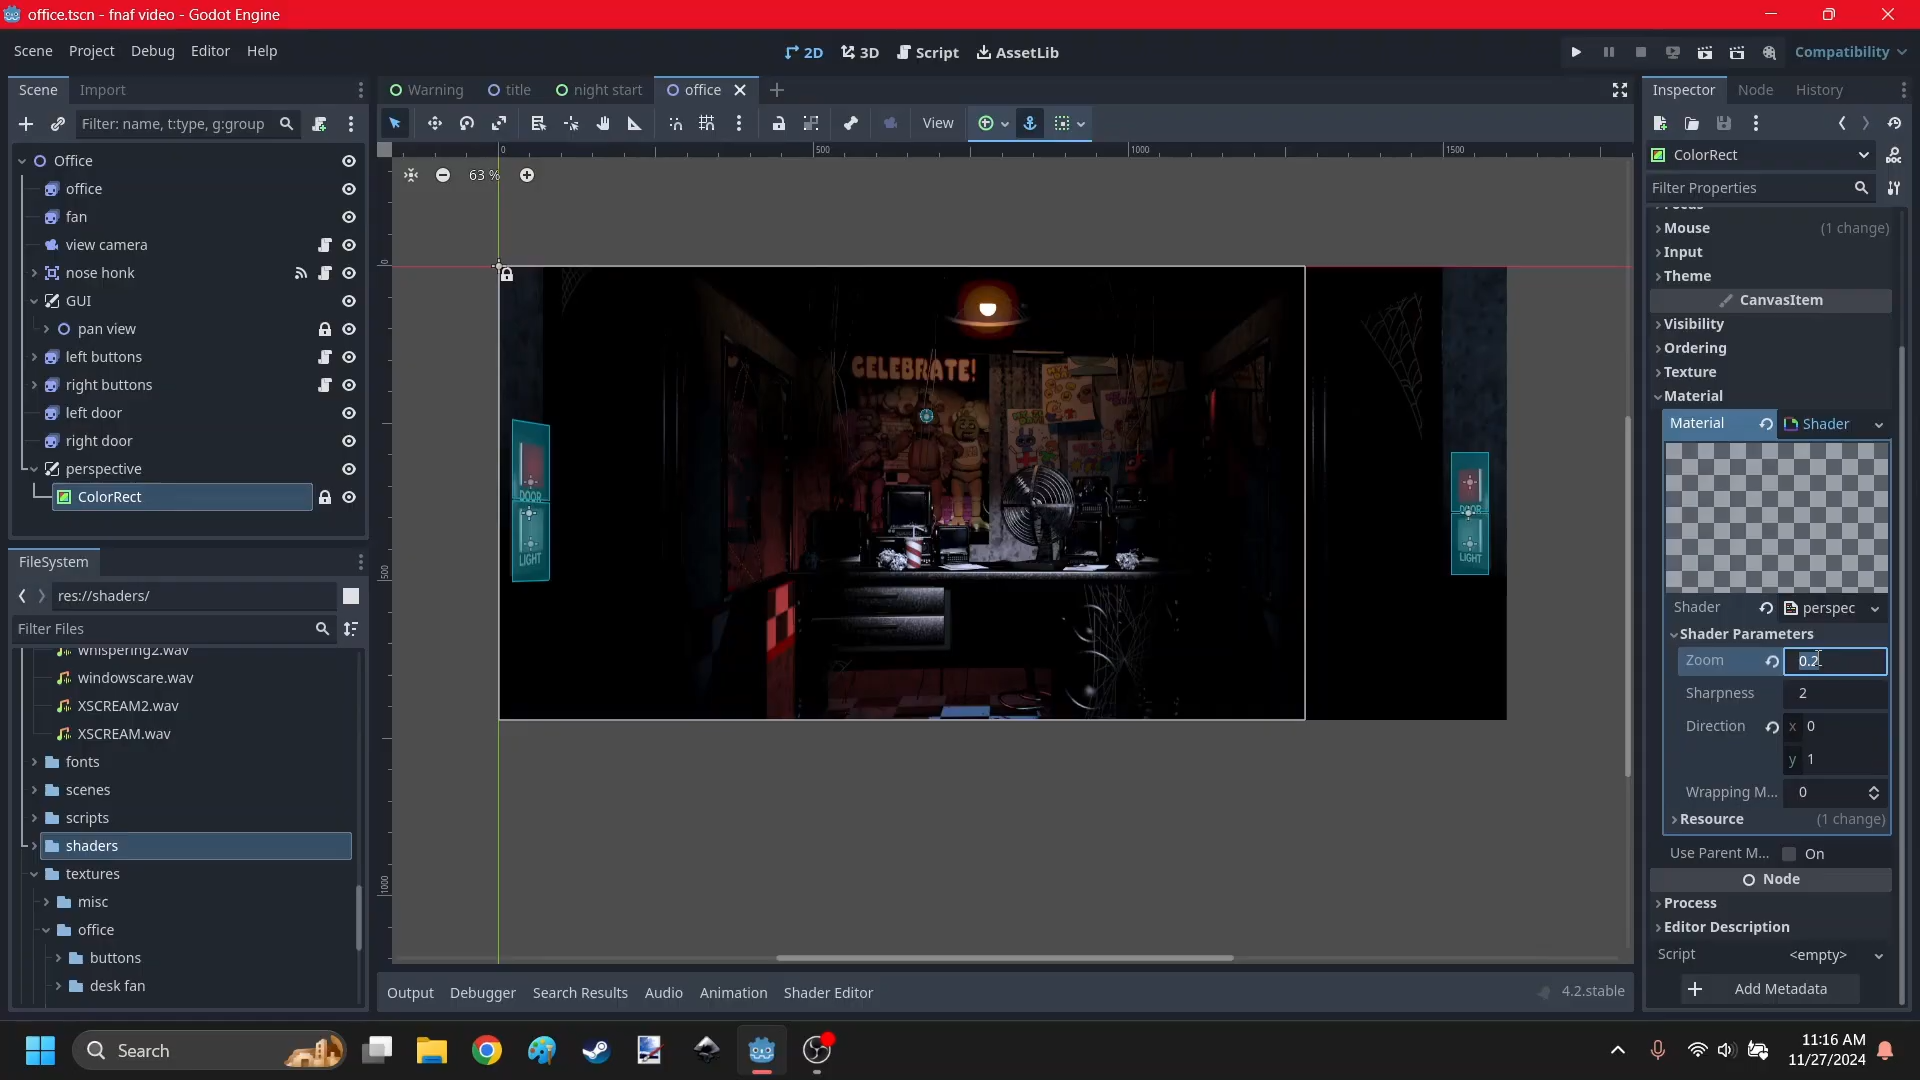 office.tscn - fnaf video - Godot Engine
Scene Project Debug Editor Help
2D 3D Script AssetLib
Compatibility
Scene Import
Filter: name, t:type, g:group
Office
office
fan
view camera
nose honk
GUI
pan view
left buttons
right buttons
left door
right door
perspective
ColorRect
FileSystem
res://shaders/
Filter Files
whispering2.wav
windowscare.wav
XSCREAM2.wav
XSCREAM.wav
fonts
scenes
scripts
shaders
textures
misc
office
buttons
desk fan
Warning title night start office
View
0 500 1000 1500
63 %
0
500
1000
CELEBRATE!
DOOR
LIGHT
DOOR
LIGHT
Output Debugger Search Results Audio Animation Shader Editor
4.2.stable
Inspector Node History
ColorRect
Filter Properties
Focus
Mouse (1 change)
Input
Theme
CanvasItem
Visibility
Ordering
Texture
Material
Material Shader
Shader perspec
Shader Parameters
Zoom 0.2
Sharpness 2
Direction x 0
y 1
Wrapping M... 0
Resource (1 change)
Use Parent M... On
Node
Process
Editor Description
Script <empty>
Add Metadata
Search
11:16 AM
11/27/2024